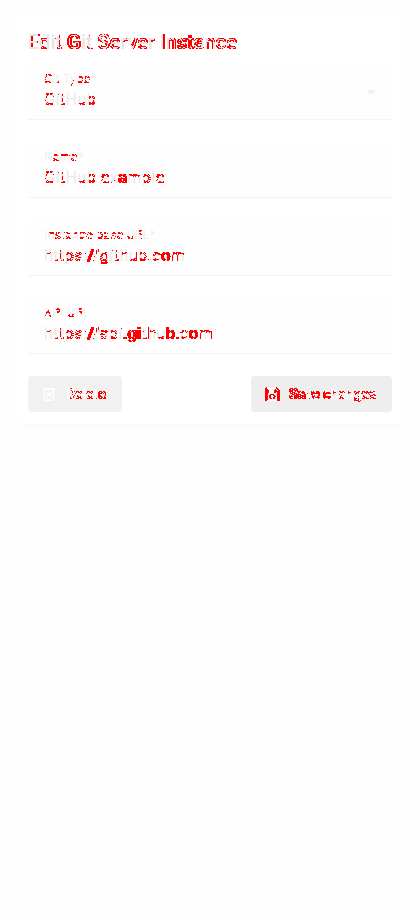 Edit Git Server Instance
Git Type
GitHub
Name
GitHub example
Instance base URL
https://github.com
API URL
https://api.github.com
Delete
Save changes